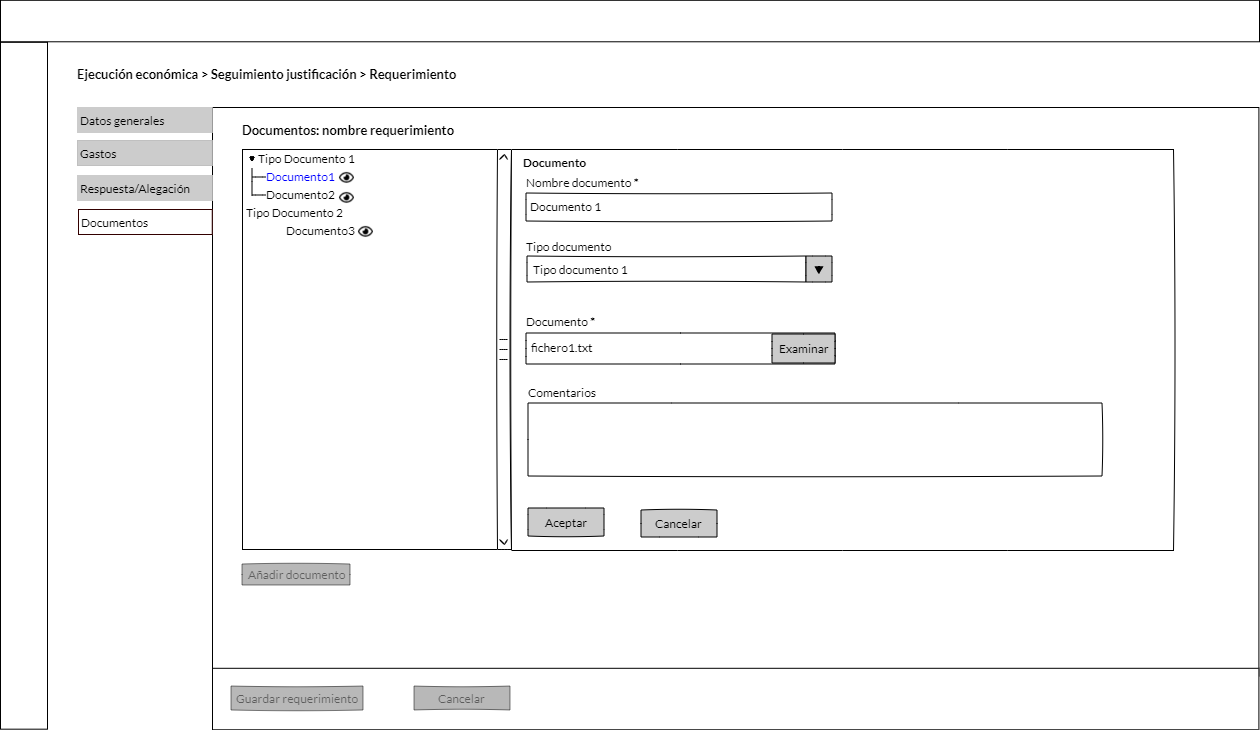 Ejecución económica > Seguimiento justificación > Requerimiento
Datos generales
Gastos
Respuesta/Alegación
Documentos
Documentos: nombre requerimiento
Tipo Documento 1
Documento1
Documento2
Tipo Documento 2
Documento3
Añadir documento
Documento
Nombre documento *
Documento 1
Tipo documento
Tipo documento 1
Documento *
fichero1.txt
Examinar
Comentarios
Aceptar
Cancelar
Guardar requerimiento
Cancelar